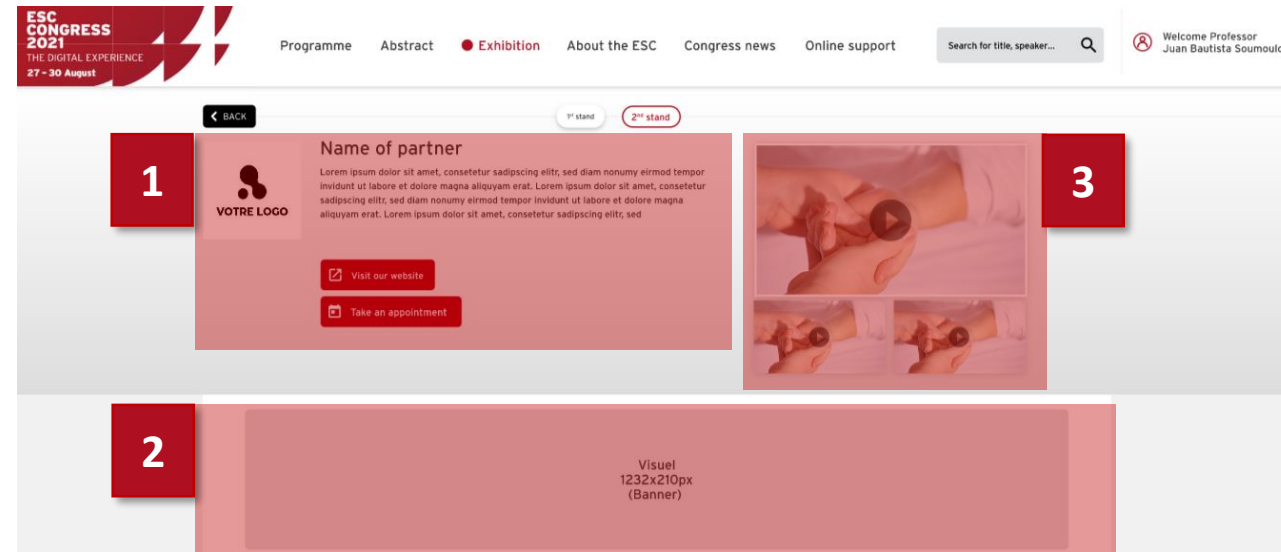 ESC
CONGRESS
2021
THE DIGITAL EXPERIENCE
27 – 30 August
Programme
Abstract
Exhibition
About the ESC
Congress news
Online support
Search for title, speaker...
Welcome Professor
Juan Bautista Soumoulo
BACK
1st stand
2nd stand
1
VOTRE LOGO
Name of partner
Lorem ipsum dolor sit amet, consetetur sadipscing elitr, sed diam nonumy eirmod tempor
invidunt ut labore et dolore magna aliquyam erat. Lorem ipsum dolor sit amet, consetetur
sadipscing elitr, sed diam nonumy eirmod tempor invidunt ut labore et dolore magna
aliquyam erat. Lorem ipsum dolor sit amet, consetetur sadipscing elitr, sed
Visit our website
Take an appointment
3
2
Visuel
1232x210px
(Banner)